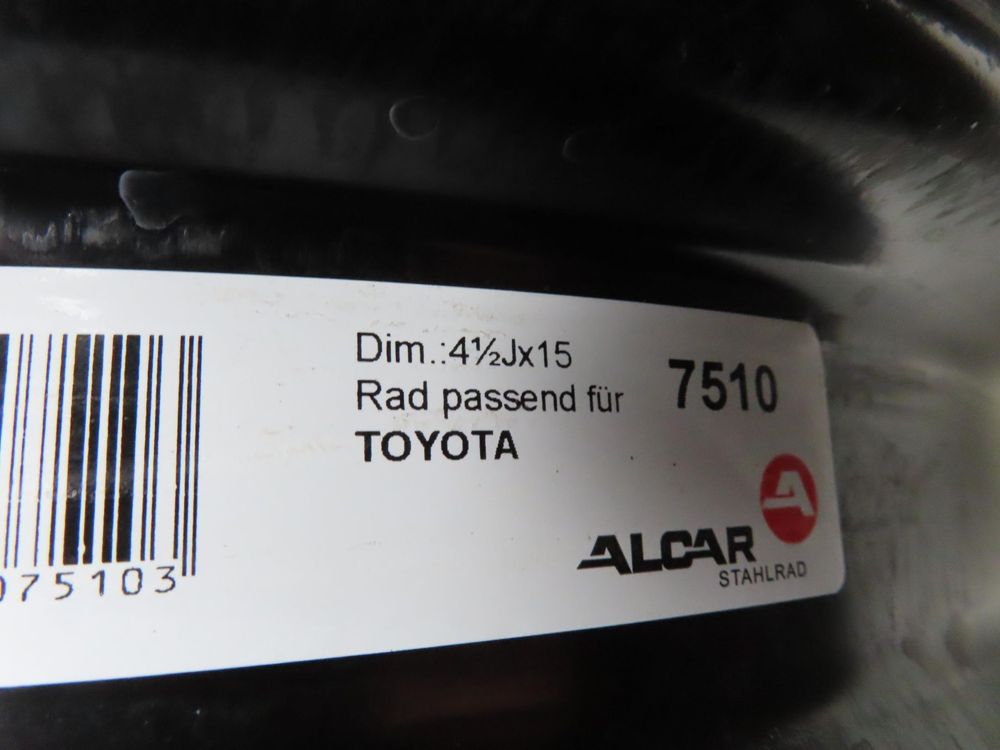 Dim.:4½Jx15
Rad passend für
TOYOTA
7510
ALCAR
STAHLRAD
075103